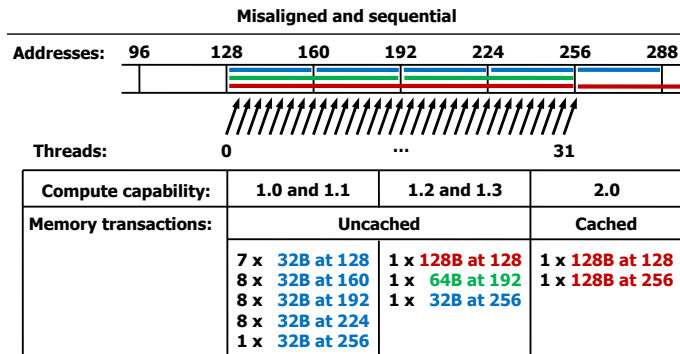 Misaligned and sequential
Addresses: 96 128 160 192 224 256 288
Threads: 0 ... 31
Compute capability: 1.0 and 1.1 1.2 and 1.3 2.0
Memory transactions: Uncached Cached
7 x 32B at 128 1 x 128B at 128 1 x 128B at 128
8 x 32B at 160 1 x 64B at 192 1 x 128B at 256
8 x 32B at 192 1 x 32B at 256
8 x 32B at 224
1 x 32B at 256